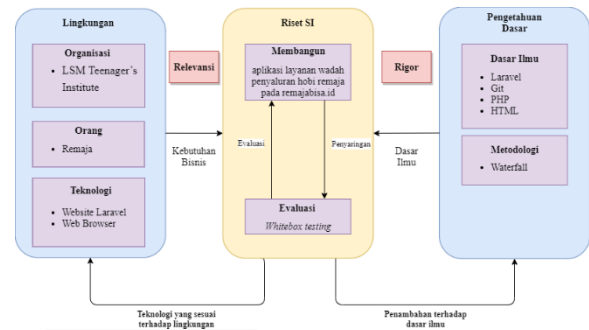 Lingkungan
Organisasi
• LSM Teenager's
Institute
Orang
• Remaja
Teknologi
• Website Laravel
• Web Browser
Relevansi
Kebutuhan
Bisnis
Riset SI
Membangun
aplikasi layanan wadah
penyaluran hobi remaja
pada remajabisa.id
Evaluasi
Penyaringan
Evaluasi
Whitebox testing
Rigor
Dasar
Ilmu
Pengetahuan
Dasar
Dasar Ilmu
• Laravel
• Git
• PHP
• HTML
Metodologi
• Waterfall
Teknologi yang sesuai
terhadap lingkungan
Penambahan terhadap
dasar ilmu